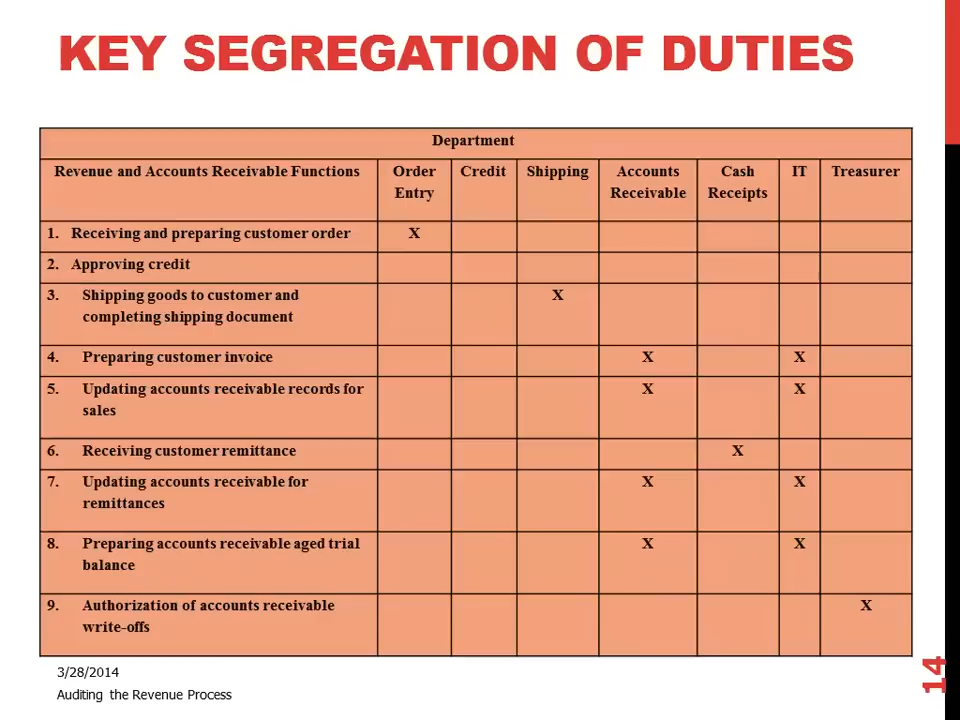 KEY SEGREGATION OF DUTIES
Department
Revenue and Accounts Receivable Functions Order Entry Credit Shipping Accounts Receivable Cash Receipts IT Treasurer
1. Receiving and preparing customer order X
2. Approving credit
3. Shipping goods to customer and X
completing shipping document
4. Preparing customer invoice X X
5. Updating accounts receivable records for X X
sales
6. Receiving customer remittance X
7. Updating accounts receivable for X X
remittances
8. Preparing accounts receivable aged trial X X
balance
9. Authorization of accounts receivable X
write-offs
3/28/2014
Auditing the Revenue Process
14